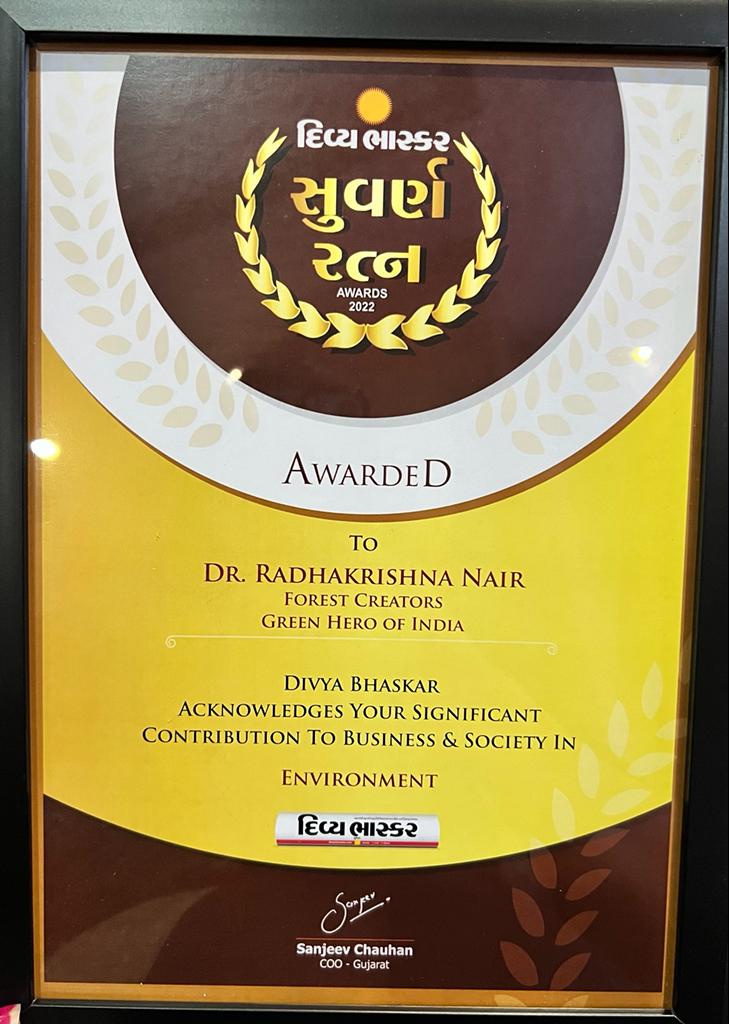 દિવ્ય ભાસ્કર
સુવર્ણ
રત્ન
AWARDS
2022
AWARDED
TO
DR. RADHAKRISHNA NAIR
FOREST CREATORS
GREEN HERO OF INDIA
DIVYA BHASKAR
ACKNOWLEDGES YOUR SIGNIFICANT
CONTRIBUTION TO BUSINESS & SOCIETY IN
ENVIRONMENT
દિવ્ય ભાસ્કર
Sanjeev
Sanjeev Chauhan
COO - Gujarat